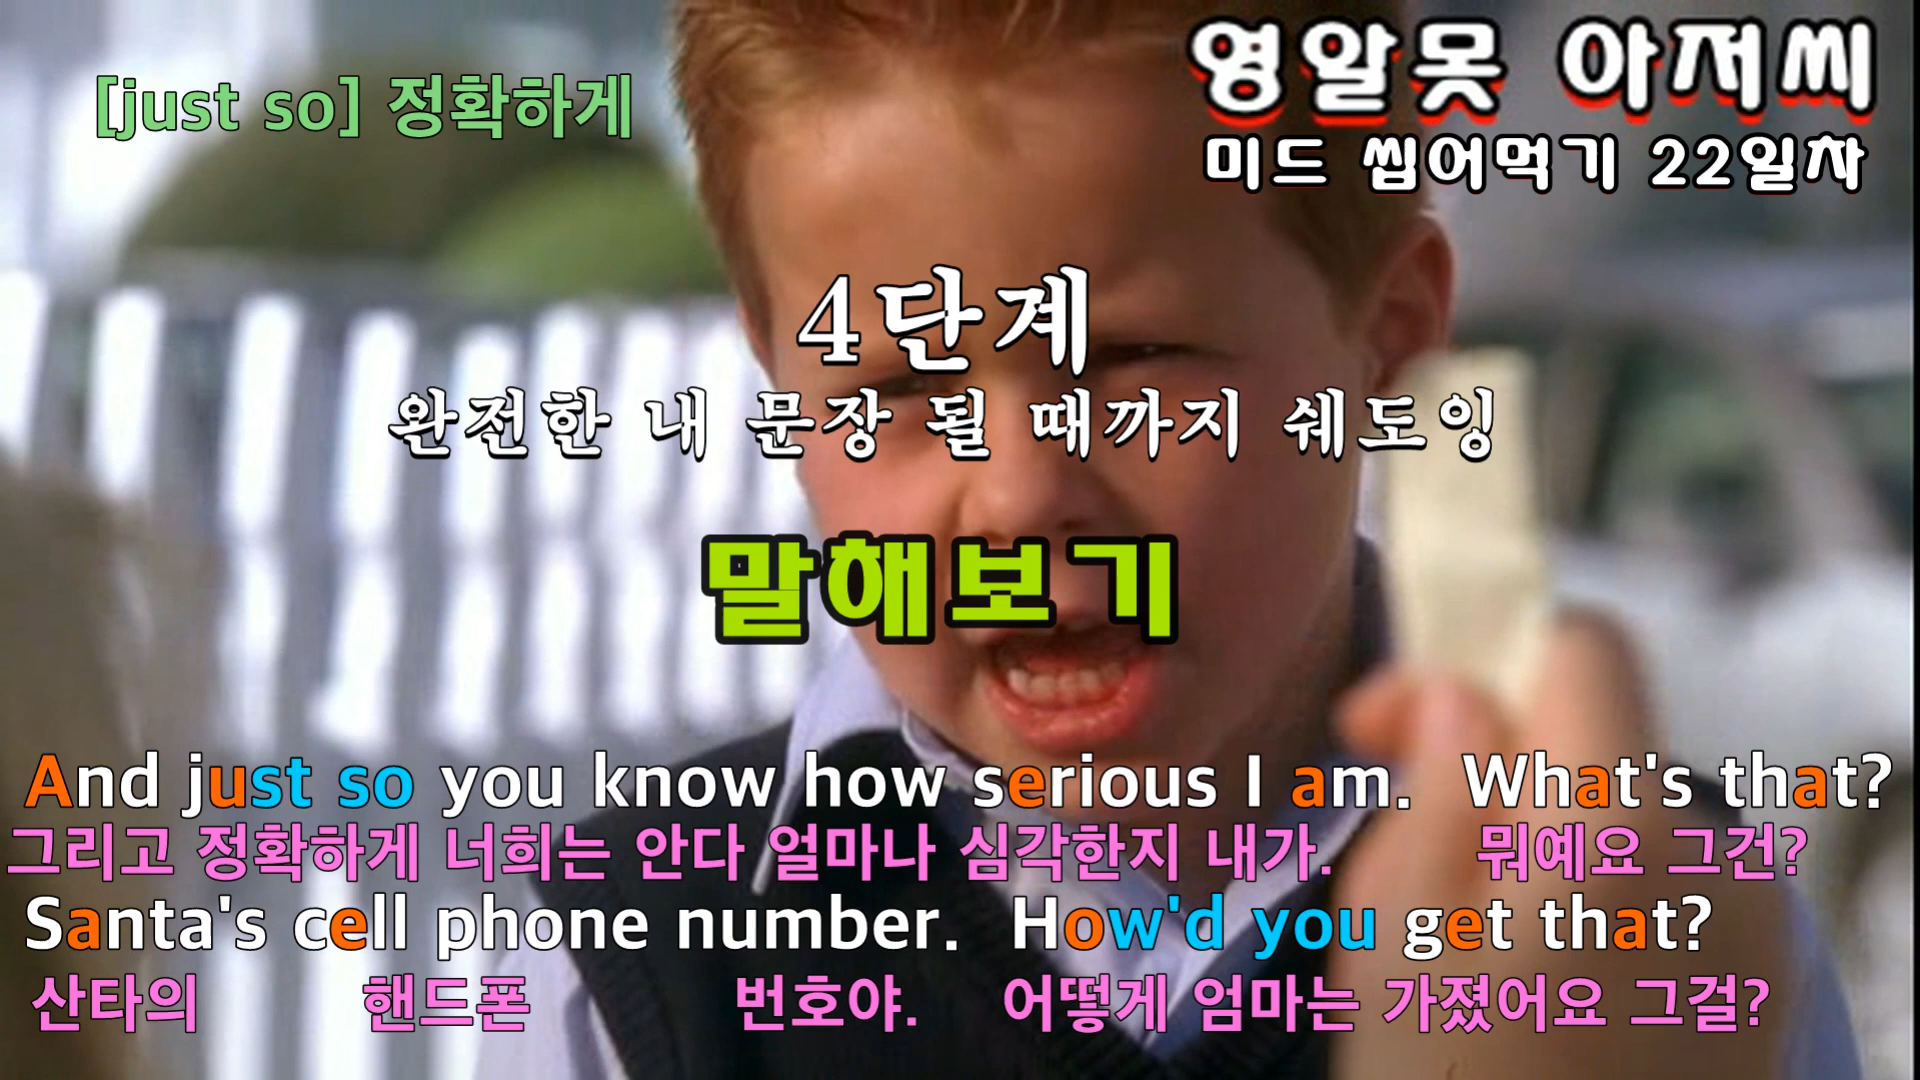 [just so] 정확하게
영알못 아저씨
미드 씹어먹기 22일차
4단계
완전한 내 문장 될 때까지 쉐도잉
말해보기
And just so you know how serious I am. What's that?
그리고 정확하게 너희는 안다 얼마나 심각한지 내가. 뭐예요 그건?
Santa's cell phone number. How'd you get that?
산타의 핸드폰 번호야. 어떻게 엄마는 가졌어요 그걸?